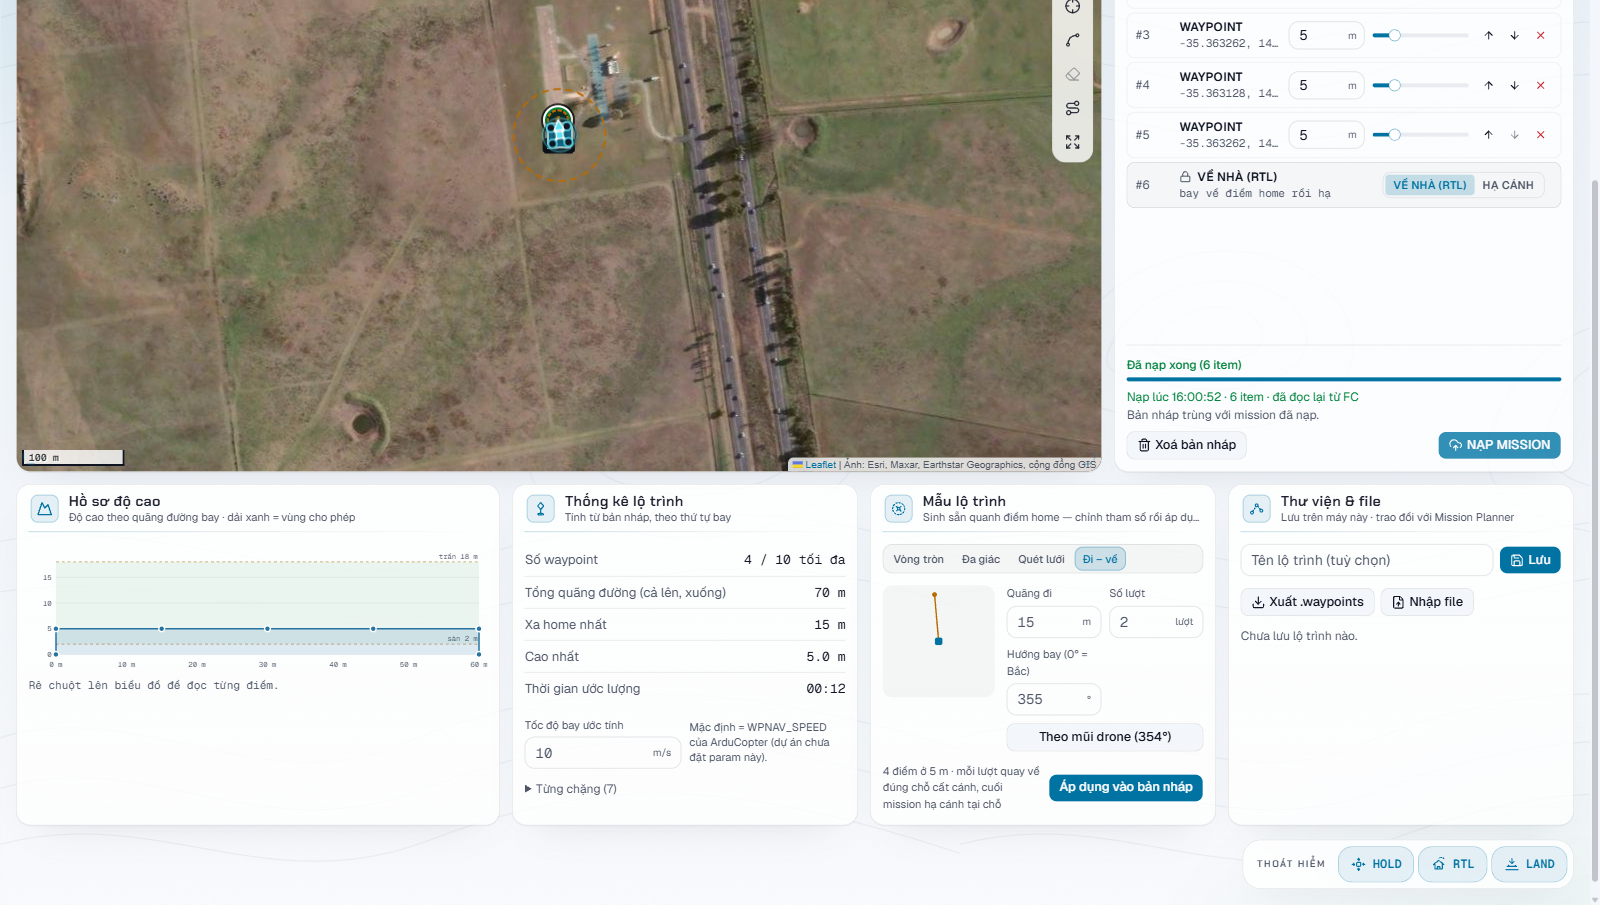 #3
WAYPOINT
-35.363262, 14…
5 m
#4
WAYPOINT
-35.363128, 14…
5 m
#5
WAYPOINT
-35.363262, 14…
5 m
#6
VỀ NHÀ (RTL)
bay về điểm home rồi hạ
VỀ NHÀ (RTL) HẠ CÁNH
Đã nạp xong (6 item)
Nạp lúc 16:00:52 · 6 item · đã đọc lại từ FC
Bản nháp trùng với mission đã nạp.
Xoá bản nháp
NẠP MISSION
100 m
Leaflet | Ảnh: Esri, Maxar, Earthstar Geographics, cộng đồng GIS
Hồ sơ độ cao
Độ cao theo quãng đường bay · dải xanh = vùng cho phép
trần 18 m
15
10
5
sàn 2 m
0
0 m 10 m 20 m 30 m 40 m 50 m 60 m
Rê chuột lên biểu đồ để đọc từng điểm.
Thống kê lộ trình
Tính từ bản nháp, theo thứ tự bay
Số waypoint 4 / 10 tối đa
Tổng quãng đường (cả lên, xuống) 70 m
Xa home nhất 15 m
Cao nhất 5.0 m
Thời gian ước lượng 00:12
Tốc độ bay ước tính
10 m/s
Mặc định = WPNAV_SPEED
của ArduCopter (dự án chưa
đặt param này).
Từng chặng (7)
Mẫu lộ trình
Sinh sẵn quanh điểm home — chỉnh tham số rồi áp dụ…
Vòng tròn Đa giác Quét lưới Đi – về
Quãng đi Số lượt
15 m 2 lượt
Hướng bay (0° =
Bắc)
355 °
Theo mũi drone (354°)
4 điểm ở 5 m · mỗi lượt quay về
đúng chỗ cất cánh, cuối
mission hạ cánh tại chỗ
Áp dụng vào bản nháp
Thư viện & file
Lưu trên máy này · trao đổi với Mission Planner
Tên lộ trình (tuỳ chọn)
Lưu
Xuất .waypoints
Nhập file
Chưa lưu lộ trình nào.
THOÁT HIỂM HOLD RTL LAND